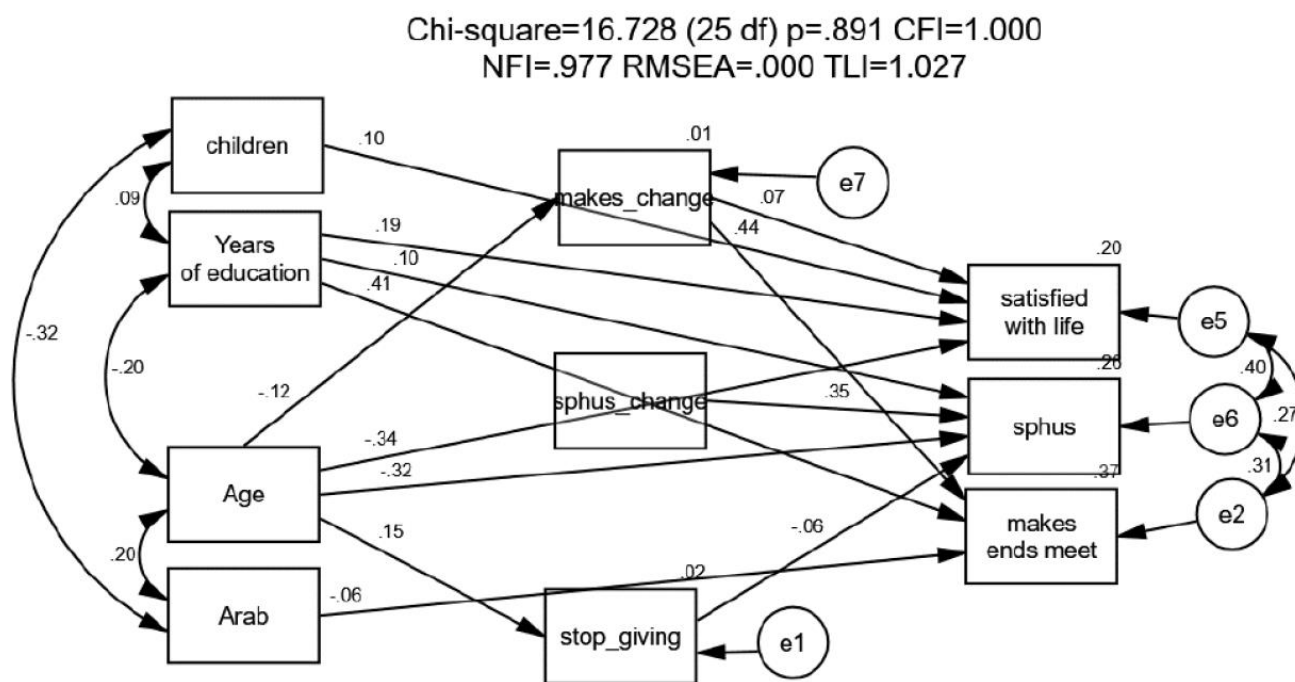 Chi-square=16.728 (25 df) p=.891 CFI=1.000
NFI=.977 RMSEA=.000 TLI=1.027
children
.10
.01
makes_change
e7
.07
.09
Years
of education
.19
.10
.41
.44
.20
satisfied
with life
e5
-.32
-.20
-.12
sphus_change
.35
.26
.40
sphus
e6
.27
-.34
-.32
Age
.37
.31
makes
ends meet
e2
.15
-.06
.20
Arab
-.06
.02
stop_giving
e1